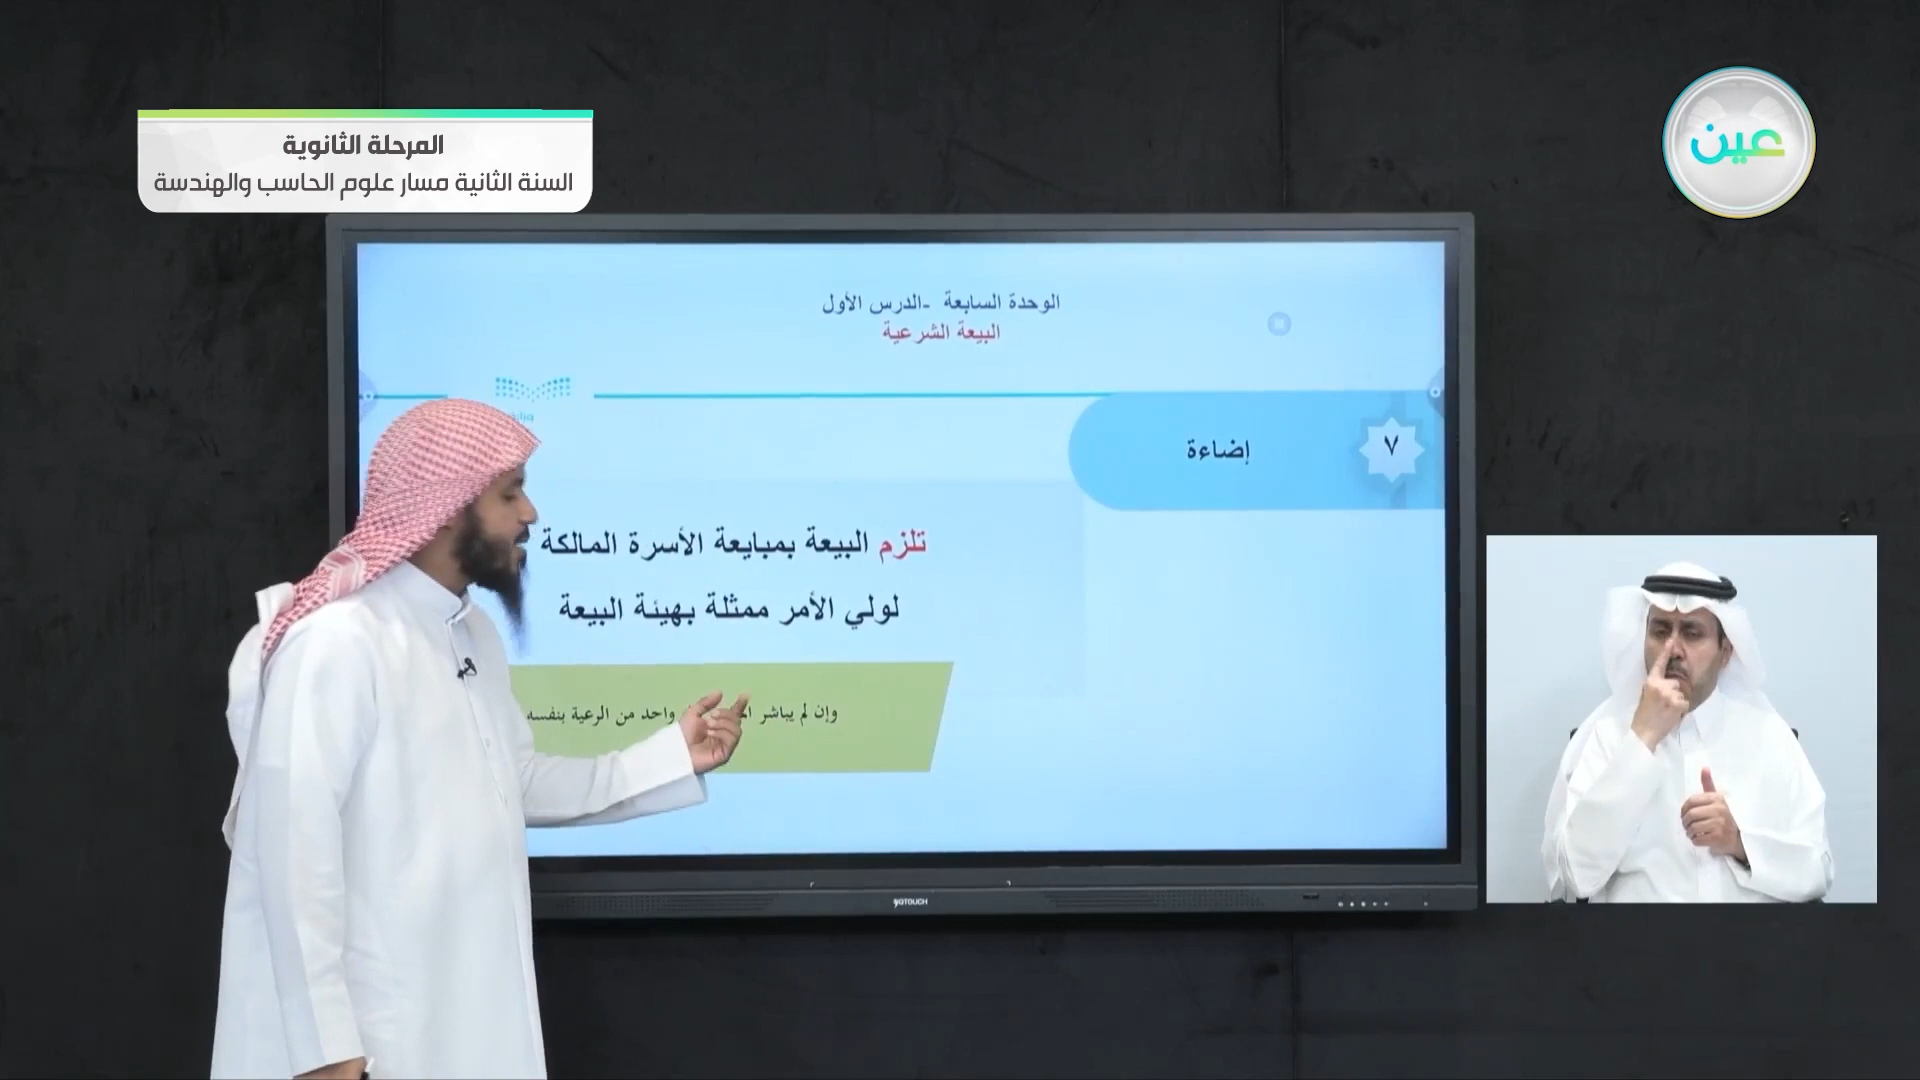 المرحلة الثانوية
السنة الثانية مسار علوم الحاسب والهندسة
عين
الوحدة السابعة -الدرس الأول
البيعة الشرعية
٧
إضاءة
تلزم البيعة بمبايعة الأسرة المالكة
لولي الأمر ممثلة بهيئة البيعة
وإن لم يباشر واحد من الرعية بنفسه